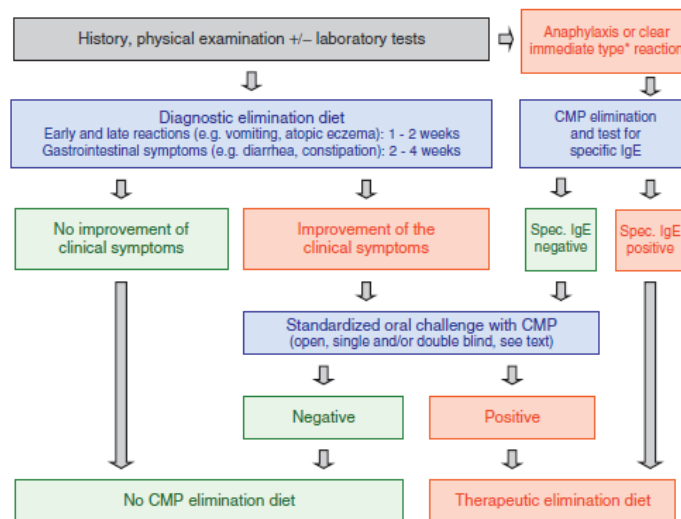 History, physical examination +/– laboratory tests
Anaphylaxis or clear
immediate type* reaction
Diagnostic elimination diet
Early and late reactions (e.g. vomiting, atopic eczema): 1 - 2 weeks
Gastrointestinal symptoms (e.g. diarrhea, constipation): 2 - 4 weeks
CMP elimination
and test for
specific IgE
No improvement of
clinical symptoms
Improvement of the
clinical symptoms
Spec. IgE
negative
Spec. IgE
positive
Standardized oral challenge with CMP
(open, single and/or double blind, see text)
Negative
Positive
No CMP elimination diet
Therapeutic elimination diet